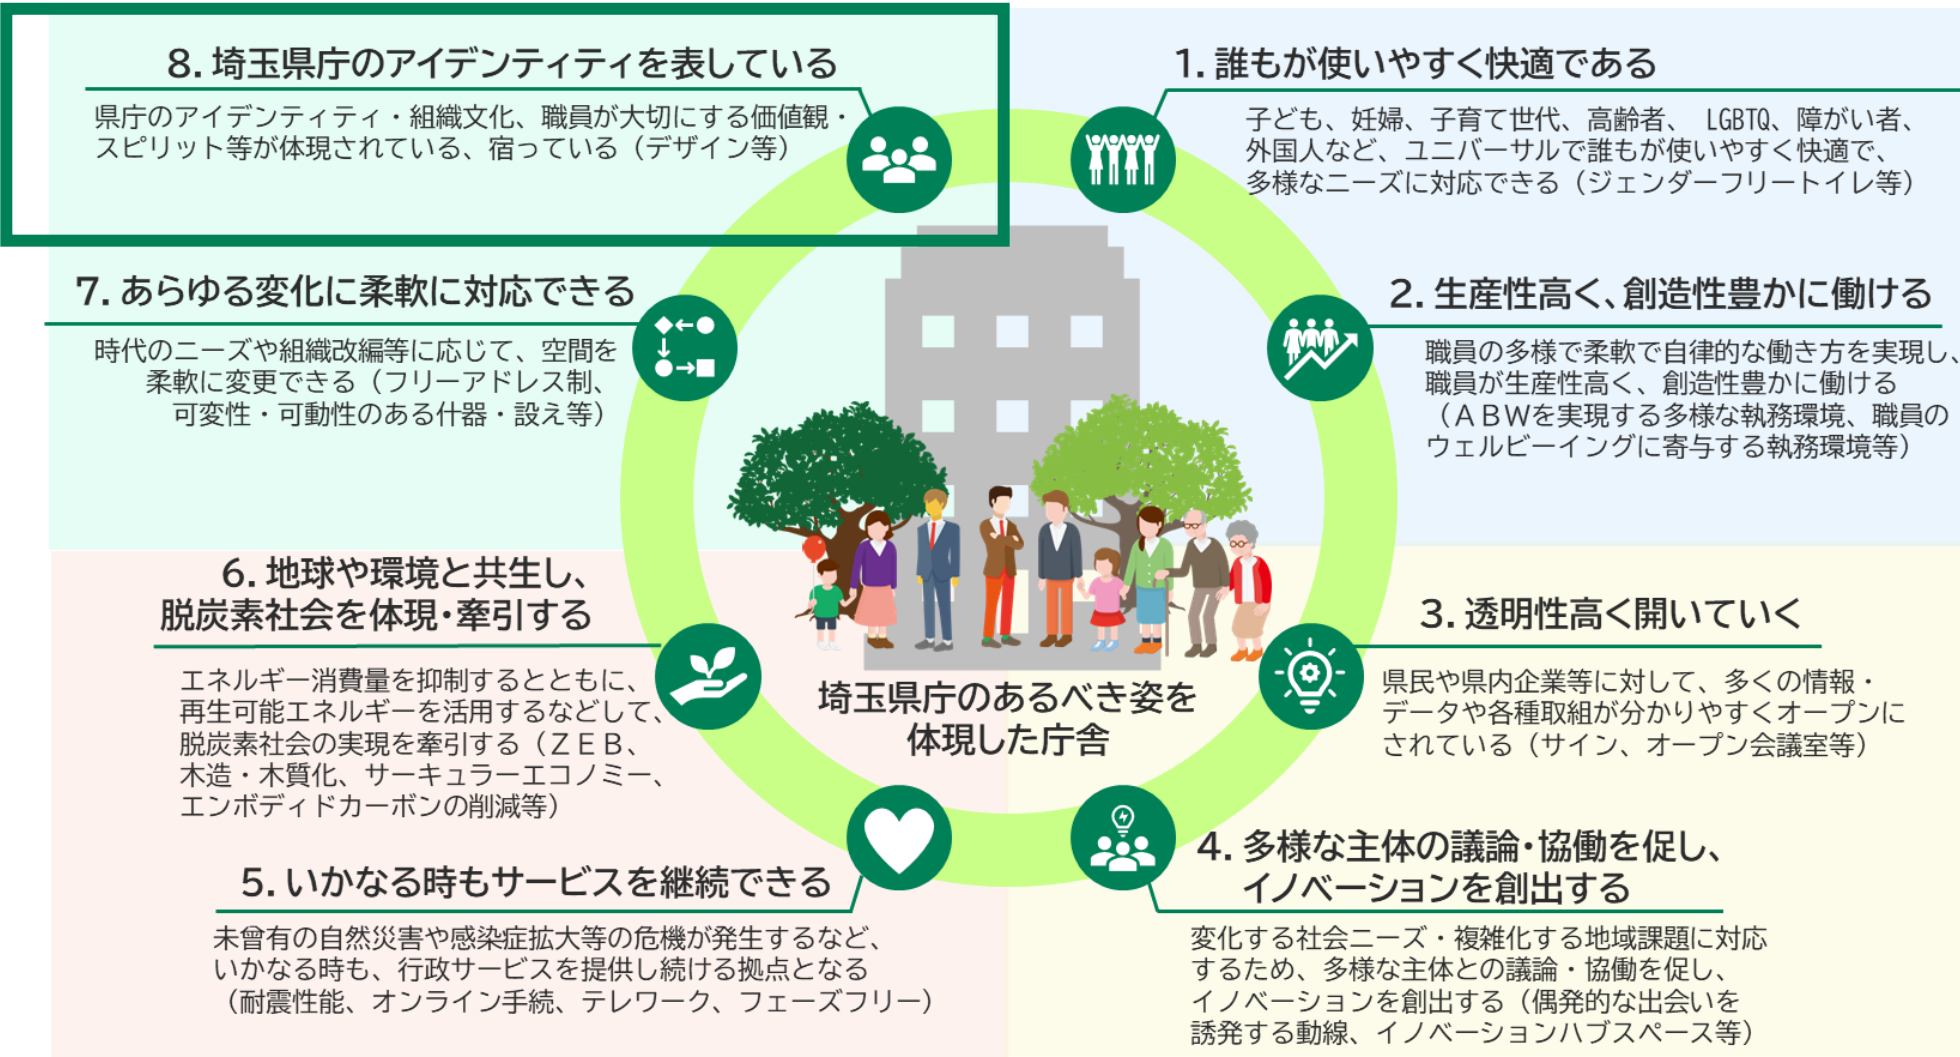 8. 埼玉県庁のアイデンティティを表している
県庁のアイデンティティ・組織文化、職員が大切にする価値観・
スピリット等が体現されている、宿っている（デザイン等）
1. 誰もが使いやすく快適である
子ども、妊婦、子育て世代、高齢者、 LGBTQ、障がい者、
外国人など、ユニバーサルで誰もが使いやすく快適で、
多様なニーズに対応できる（ジェンダーフリートイレ等）
2. 生産性高く、創造性豊かに働ける
職員の多様で柔軟で自律的な働き方を実現し、
職員が生産性高く、創造性豊かに働ける
（ＡＢＷを実現する多様な執務環境、職員の
ウェルビーイングに寄与する執務環境等）
3. 透明性高く開いていく
県民や県内企業等に対して、多くの情報・
データや各種取組が分かりやすくオープンに
されている（サイン、オープン会議室等）
4. 多様な主体の議論・協働を促し、
イノベーションを創出する
変化する社会ニーズ・複雑化する地域課題に対応
するため、多様な主体との議論・協働を促し、
イノベーションを創出する（偶発的な出会いを
誘発する動線、イノベーションハブスペース等）
5. いかなる時もサービスを継続できる
未曾有の自然災害や感染症拡大等の危機が発生するなど、
いかなる時も、行政サービスを提供し続ける拠点となる
（耐震性能、オンライン手続、テレワーク、フェーズフリー）
6. 地球や環境と共生し、
脱炭素社会を体現・牽引する
エネルギー消費量を抑制するとともに、
再生可能エネルギーを活用するなどして、
脱炭素社会の実現を牽引する（ＺＥＢ、
木造・木質化、サーキュラーエコノミー、
エンボディドカーボンの削減等）
7. あらゆる変化に柔軟に対応できる
時代のニーズや組織改編等に応じて、空間を
柔軟に変更できる（フリーアドレス制、
可変性・可動性のある什器・設え等）
埼玉県庁のあるべき姿を
体現した庁舎